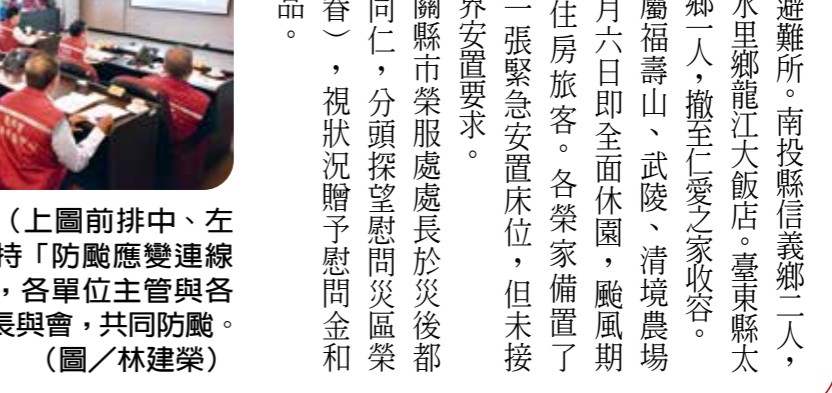 避難所。南投縣信義鄉二人，
水里鄉龍江大飯店。臺東縣太
鄉一人，撤至仁愛之家收容。
屬福壽山、武陵、清境農場
月六日即全面休園，颱風期
住房旅客。各榮家備置了
一張緊急安置床位，但未接
界安置要求。
關縣市榮服處處長於災後都
同仁，分頭探望慰問災區榮
眷），視狀況贈予慰問金和
品。
（上圖前排中、左
持「防颱應變連線
，各單位主管與各
長與會，共同防颱。
（圖／林建榮）